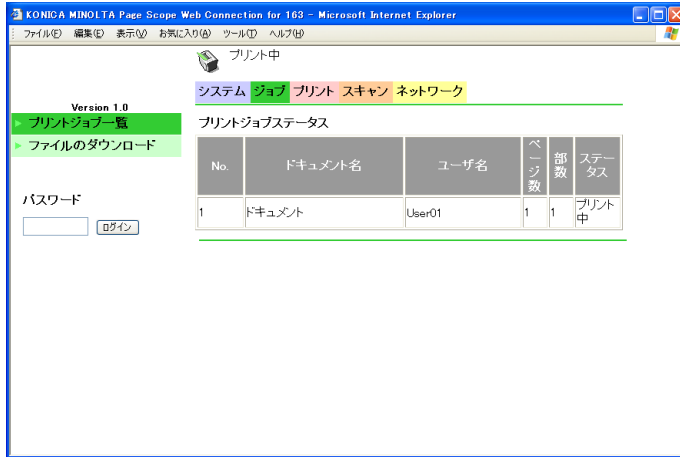 KONICA MINOLTA Page Scope Web Connection for 163 - Microsoft Internet Explorer
ファイル(F) 編集(E) 表示(V) お気に入り(A) ツール(T) ヘルプ(H)
プリント中
システム ジョブ プリント スキャン ネットワーク
Version 1.0
プリントジョブ一覧
ファイルのダウンロード
パスワード
ログイン
プリントジョブステータス
No. ドキュメント名 ユーザ名 ページ数 部数 ステータス
1 ドキュメント User01 1 1 プリント中